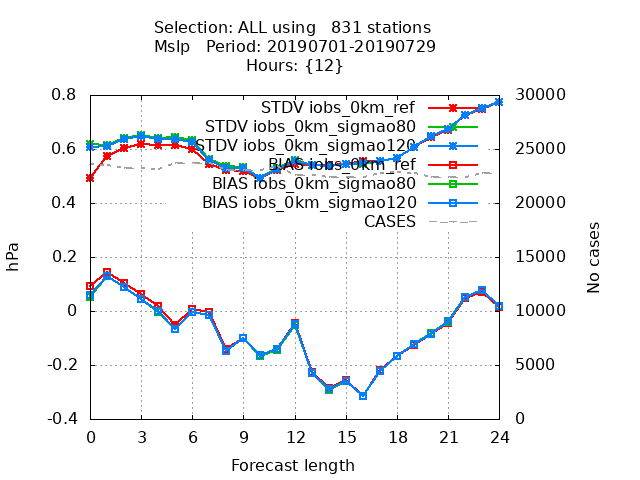 Selection: ALL using   831 stations
Mslp   Period: 20190701-20190729
Hours: {12}
STDV iobs_0km_ref
STDV iobs_0km_sigmao80
STDV iobs_0km_sigmao120
BIAS iobs_0km_ref
BIAS iobs_0km_sigmao80
BIAS iobs_0km_sigmao120
CASES
0.8
0.6
0.4
0.2
0
-0.2
-0.4
hPa
30000
25000
20000
15000
10000
5000
0
No cases
0 3 6 9 12 15 18 21 24
Forecast length